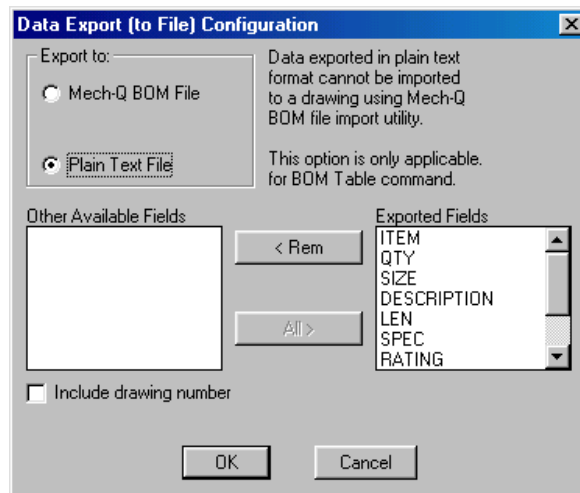 Data Export (to File) Configuration
Export to:
Mech-Q BOM File
Plain Text File
Data exported in plain text
format cannot be imported
to a drawing using Mech-Q
BOM file import utility.
This option is only applicable.
for BOM Table command.
Other Available Fields
< Rem
All >
Exported Fields
ITEM
QTY
SIZE
DESCRIPTION
LEN
SPEC
RATING
Include drawing number
OK
Cancel